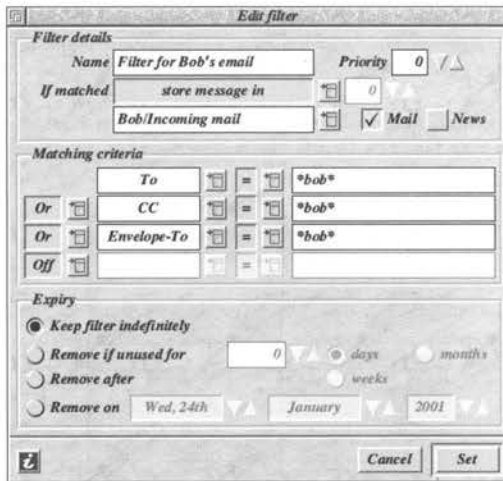 Edit filter
Filter details
Name Filter for Bob's email Priority 0
If matched store message in 0
Bob/Incoming mail Mail News
Matching criteria
To = *bob*
Or CC = *bob*
Or Envelope-To = *bob*
Off =
Expiry
Keep filter indefinitely
Remove if unused for 0 days months
Remove after weeks
Remove on Wed, 24th January 2001
i Cancel Set